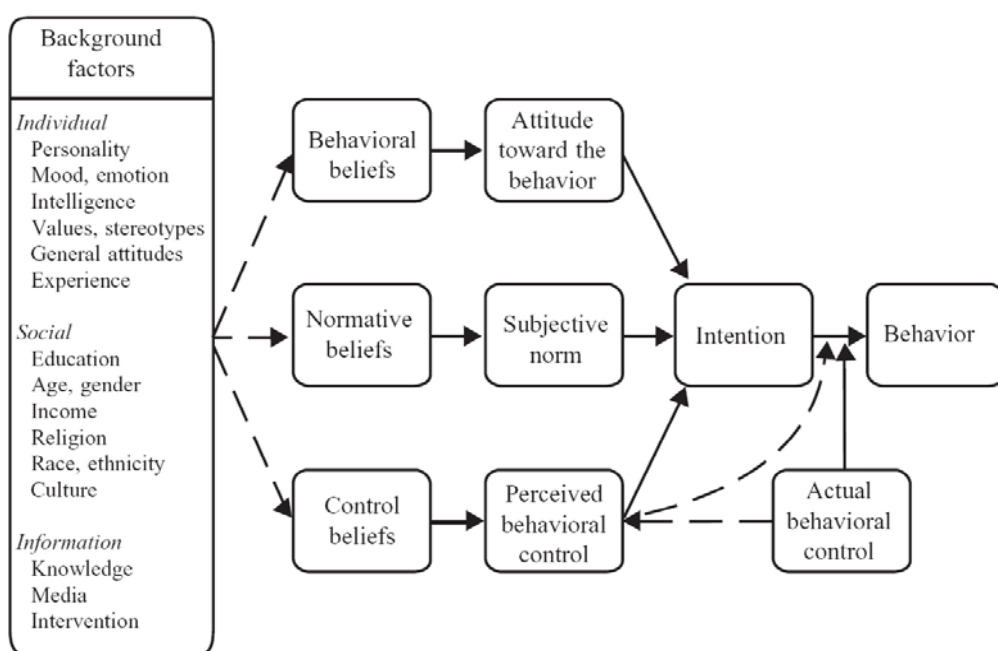 Background
factors
Individual
Personality
Mood, emotion
Intelligence
Values, stereotypes
General attitudes
Experience
Social
Education
Age, gender
Income
Religion
Race, ethnicity
Culture
Information
Knowledge
Media
Intervention
Behavioral
beliefs
Attitude
toward the
behavior
Normative
beliefs
Subjective
norm
Intention
Behavior
Control
beliefs
Perceived
behavioral
control
Actual
behavioral
control